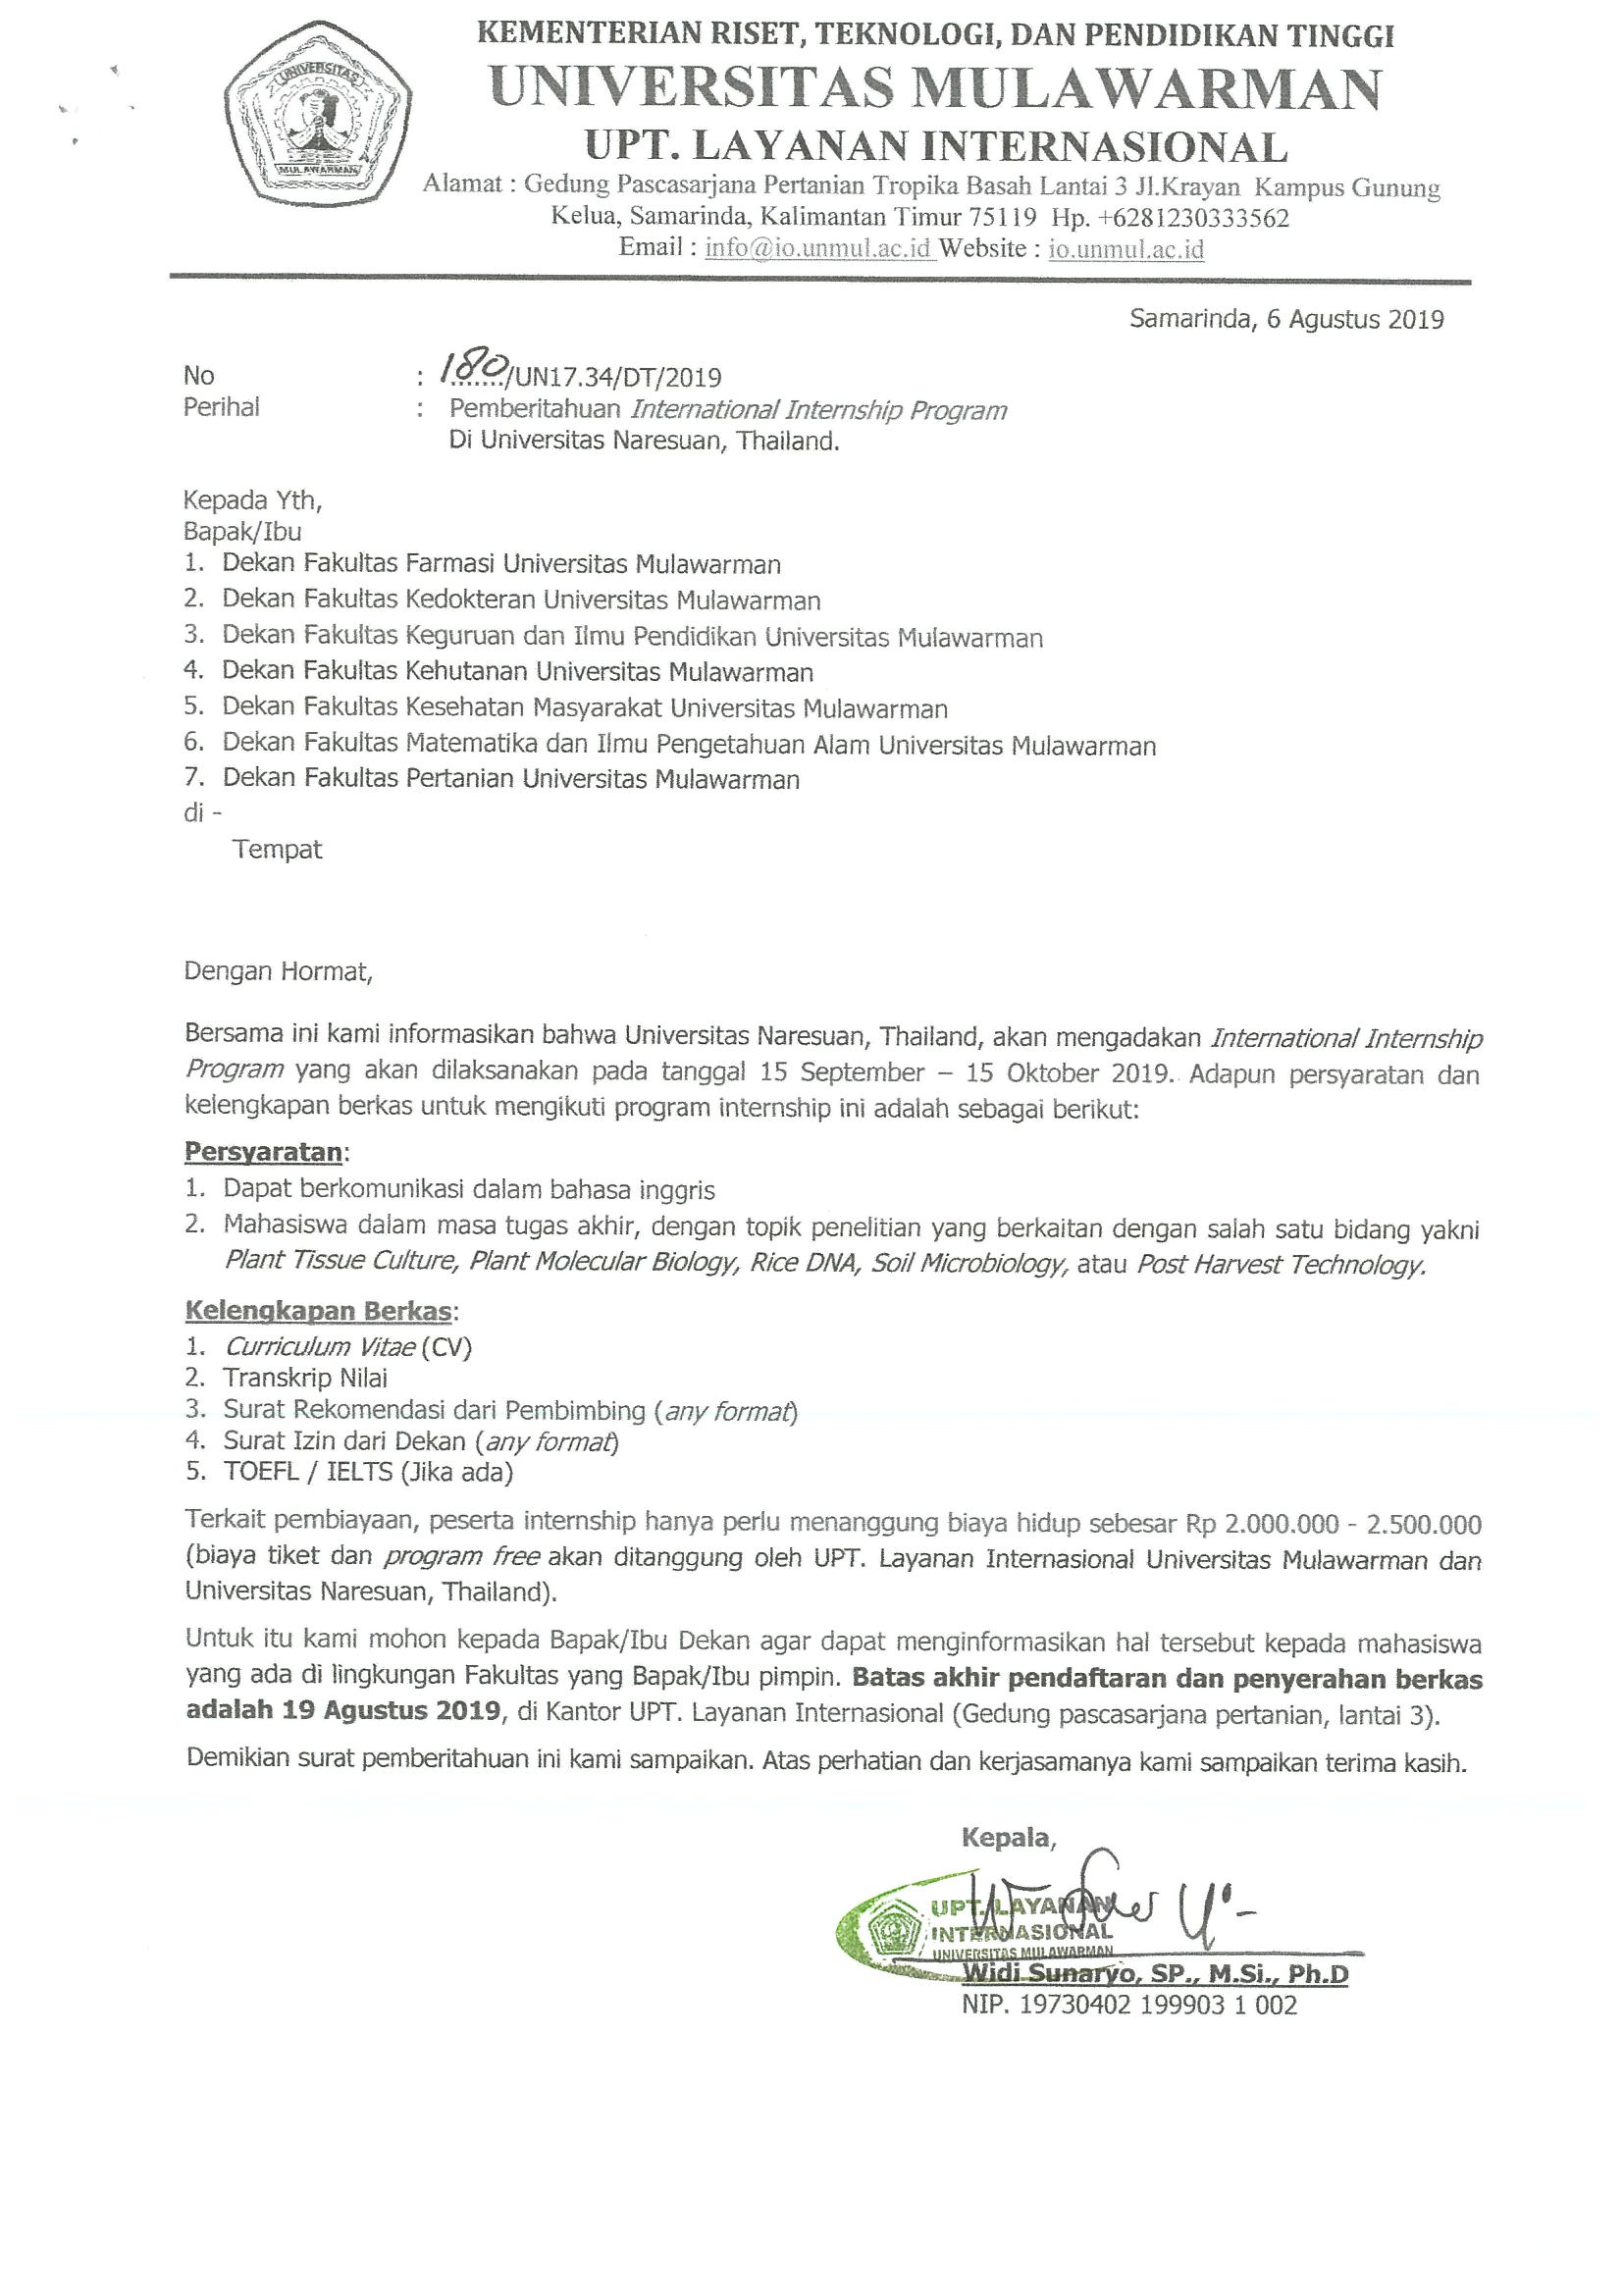 UNIVERSITAS
MULAWARMAN
KEMENTERIAN RISET, TEKNOLOGI, DAN PENDIDIKAN TINGGI
UNIVERSITAS MULAWARMAN
UPT. LAYANAN INTERNASIONAL
Alamat : Gedung Pascasarjana Pertanian Tropika Basah Lantai 3 Jl.Krayan Kampus Gunung
Kelua, Samarinda, Kalimantan Timur 75119 Hp. +6281230333562
Email : info@io.unmul.ac.id Website : io.unmul.ac.id
Samarinda, 6 Agustus 2019
No : 180/UN17.34/DT/2019
Perihal : Pemberitahuan International Internship Program
Di Universitas Naresuan, Thailand.
Kepada Yth,
Bapak/Ibu
1. Dekan Fakultas Farmasi Universitas Mulawarman
2. Dekan Fakultas Kedokteran Universitas Mulawarman
3. Dekan Fakultas Keguruan dan Ilmu Pendidikan Universitas Mulawarman
4. Dekan Fakultas Kehutanan Universitas Mulawarman
5. Dekan Fakultas Kesehatan Masyarakat Universitas Mulawarman
6. Dekan Fakultas Matematika dan Ilmu Pengetahuan Alam Universitas Mulawarman
7. Dekan Fakultas Pertanian Universitas Mulawarman
di -
Tempat
Dengan Hormat,
Bersama ini kami informasikan bahwa Universitas Naresuan, Thailand, akan mengadakan International Internship
Program yang akan dilaksanakan pada tanggal 15 September – 15 Oktober 2019. Adapun persyaratan dan
kelengkapan berkas untuk mengikuti program internship ini adalah sebagai berikut:
Persyaratan:
1. Dapat berkomunikasi dalam bahasa inggris
2. Mahasiswa dalam masa tugas akhir, dengan topik penelitian yang berkaitan dengan salah satu bidang yakni
Plant Tissue Culture, Plant Molecular Biology, Rice DNA, Soil Microbiology, atau Post Harvest Technology.
Kelengkapan Berkas:
1. Curriculum Vitae (CV)
2. Transkrip Nilai
3. Surat Rekomendasi dari Pembimbing (any format)
4. Surat Izin dari Dekan (any format)
5. TOEFL / IELTS (Jika ada)
Terkait pembiayaan, peserta internship hanya perlu menanggung biaya hidup sebesar Rp 2.000.000 - 2.500.000
(biaya tiket dan program free akan ditanggung oleh UPT. Layanan Internasional Universitas Mulawarman dan
Universitas Naresuan, Thailand).
Untuk itu kami mohon kepada Bapak/Ibu Dekan agar dapat menginformasikan hal tersebut kepada mahasiswa
yang ada di lingkungan Fakultas yang Bapak/Ibu pimpin. Batas akhir pendaftaran dan penyerahan berkas
adalah 19 Agustus 2019, di Kantor UPT. Layanan Internasional (Gedung pascasarjana pertanian, lantai 3).
Demikian surat pemberitahuan ini kami sampaikan. Atas perhatian dan kerjasamanya kami sampaikan terima kasih.
Kepala,
UPT. LAYANAN
INTERNASIONAL
UNIVERSITAS MULAWARMAN
Widi Sunaryo, SP., M.Si., Ph.D
NIP. 19730402 199903 1 002